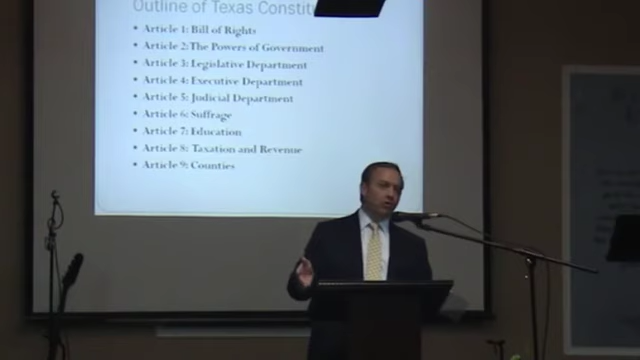 Outline of Texas Constitu
• Article 1: Bill of Rights
• Article 2: The Powers of Government
• Article 3: Legislative Department
• Article 4: Executive Department
• Article 5: Judicial Department
• Article 6: Suffrage
• Article 7: Education
• Article 8: Taxation and Revenue
• Article 9: Counties